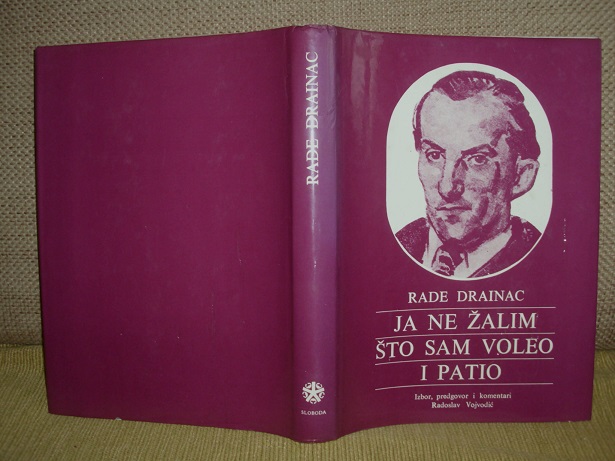 RADE DRAINAC
SLOBODA
RADE DRAINAC
JA NE ŽALIM
ŠTO SAM VOLEO
I PATIO
Izbor, predgovor i komentari
Radoslav Vojvodić